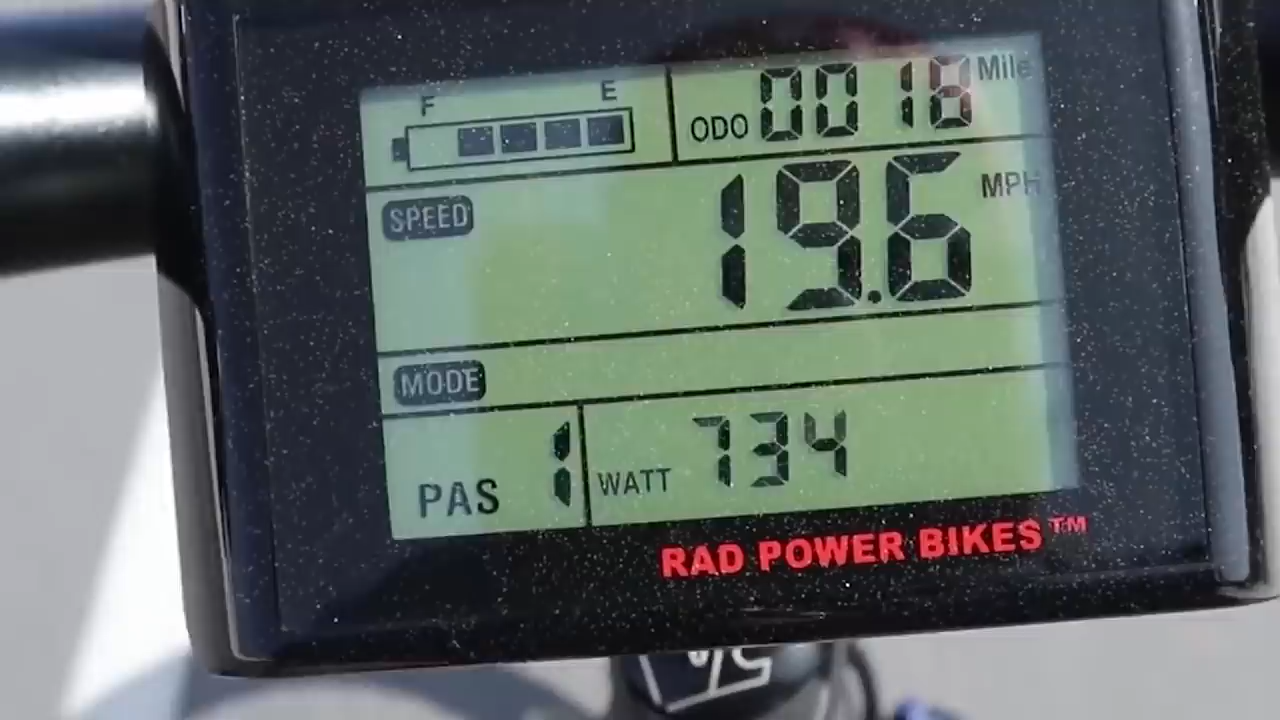 F E
ODO 0018 Mile
SPEED 19.6 MPH
MODE
PAS 1 WATT 734
RAD POWER BIKES™